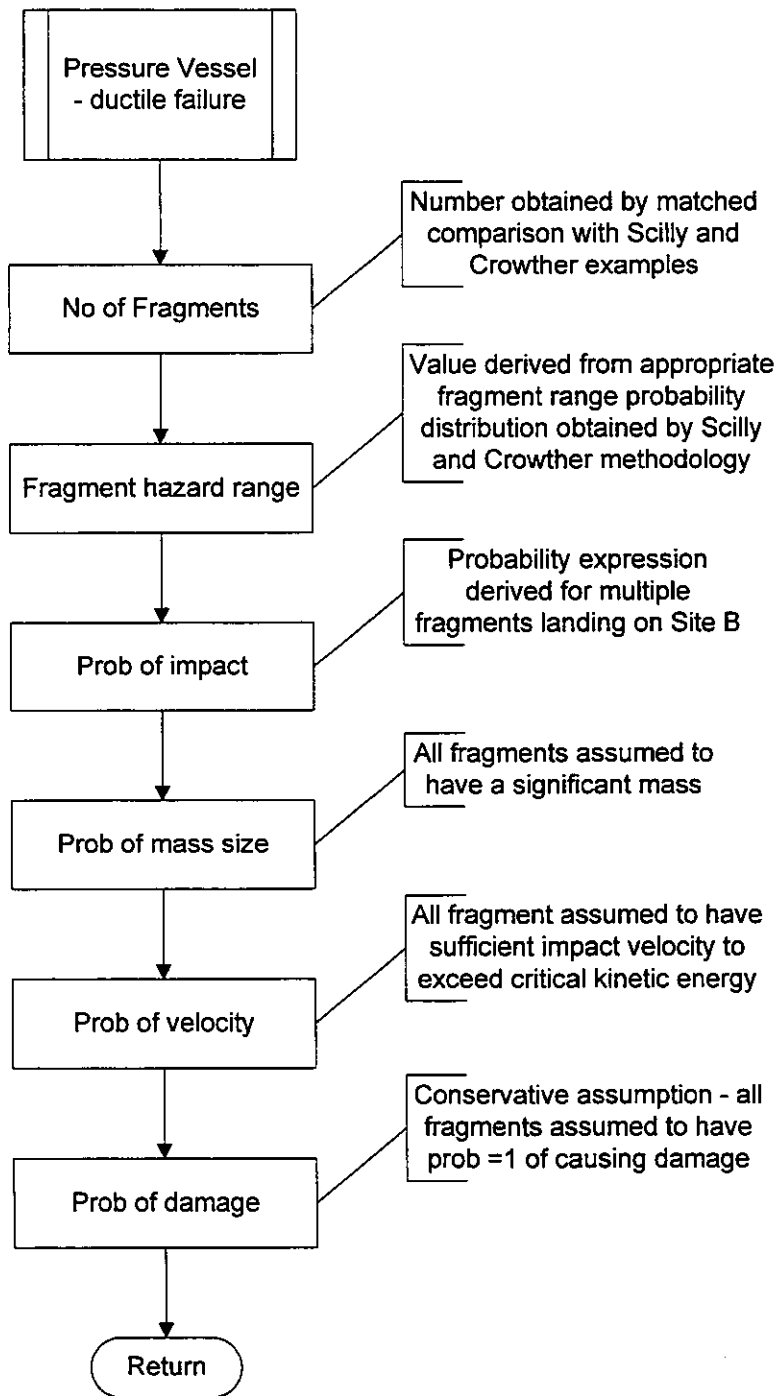 Pressure Vessel
- ductile failure
Number obtained by matched
comparison with Scilly and
Crowther examples
No of Fragments
Value derived from appropriate
fragment range probability
distribution obtained by Scilly
and Crowther methodology
Fragment hazard range
Probability expression
derived for multiple
fragments landing on Site B
Prob of impact
All fragments assumed to
have a significant mass
Prob of mass size
All fragment assumed to have
sufficient impact velocity to
exceed critical kinetic energy
Prob of velocity
Conservative assumption - all
fragments assumed to have
prob =1 of causing damage
Prob of damage
Return